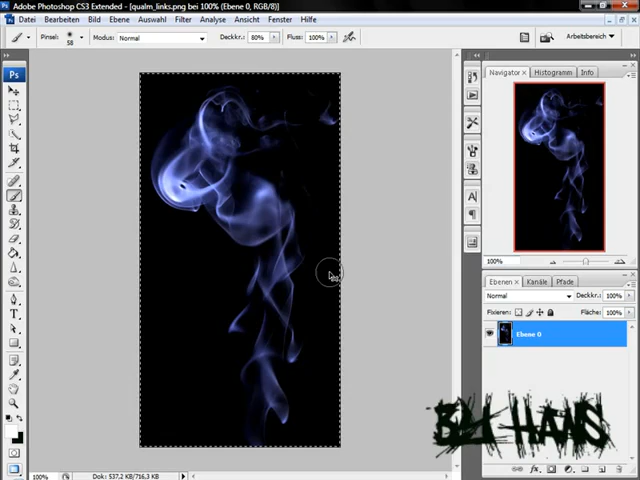 Adobe Photoshop CS3 Extended - [qualm_links.png bei 100% (Ebene 0, RGB/8)]
Datei Bearbeiten Bild Ebene Auswahl Filter Analyse Ansicht Fenster Hilfe
Pinsel: 58 Modus: Normal Deckkr.: 80% Fluss: 100% Arbeitsbereich
Ps
Navigator Histogramm Info
100%
Ebenen Kanäle Pfade
Normal Deckkr.: 100%
Fixieren: Fläche: 100%
Ebene 0
BY HANS
100% Dok: 537,2 KB/716,3 KB